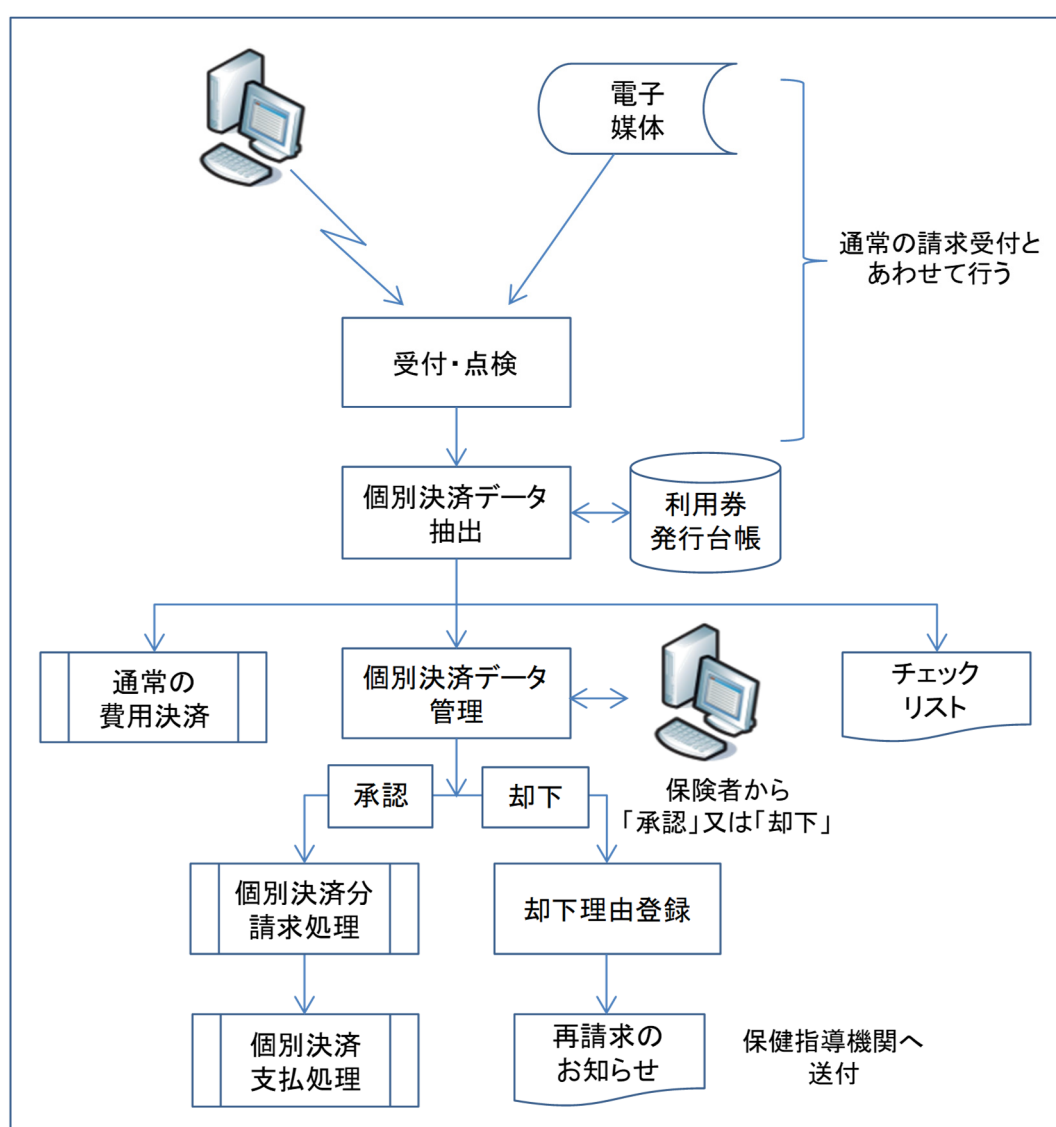 電子
媒体
通常の請求受付と
あわせて行う
受付・点検
個別決済データ
抽出
利用券
発行台帳
通常の
費用決済
個別決済データ
管理
チェック
リスト
保険者から
「承認」又は「却下」
承認
却下
個別決済分
請求処理
却下理由登録
個別決済
支払処理
再請求の
お知らせ
保健指導機関へ
送付